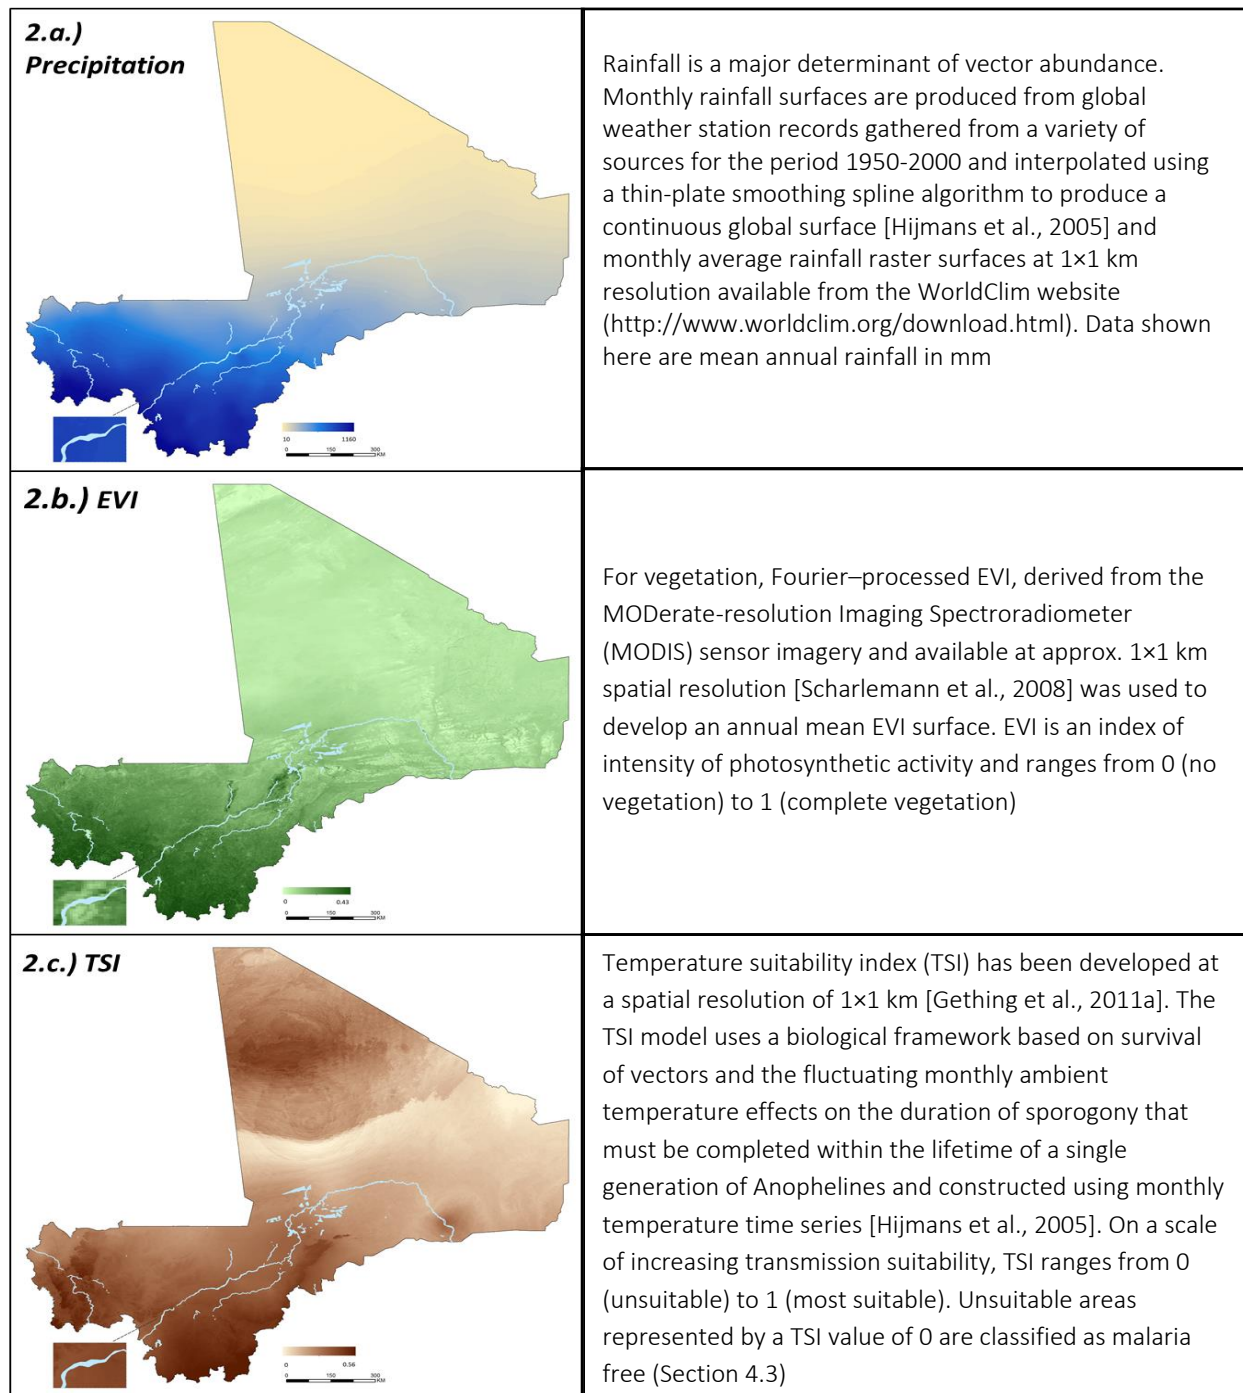 2.a.)
Precipitation
10
1160
0
150
300
KM
Rainfall is a major determinant of vector abundance.
Monthly rainfall surfaces are produced from global
weather station records gathered from a variety of
sources for the period 1950-2000 and interpolated using
a thin-plate smoothing spline algorithm to produce a
continuous global surface [Hijmans et al., 2005] and
monthly average rainfall raster surfaces at 1×1 km
resolution available from the WorldClim website
(http://www.worldclim.org/download.html). Data shown
here are mean annual rainfall in mm
2.b.) EVI
0
0.43
0
150
300
KM
For vegetation, Fourier–processed EVI, derived from the
MODerate-resolution Imaging Spectroradiometer
(MODIS) sensor imagery and available at approx. 1×1 km
spatial resolution [Scharlemann et al., 2008] was used to
develop an annual mean EVI surface. EVI is an index of
intensity of photosynthetic activity and ranges from 0 (no
vegetation) to 1 (complete vegetation)
2.c.) TSI
0
0.56
0
150
300
KM
Temperature suitability index (TSI) has been developed at
a spatial resolution of 1×1 km [Gething et al., 2011a]. The
TSI model uses a biological framework based on survival
of vectors and the fluctuating monthly ambient
temperature effects on the duration of sporogony that
must be completed within the lifetime of a single
generation of Anophelines and constructed using monthly
temperature time series [Hijmans et al., 2005]. On a scale
of increasing transmission suitability, TSI ranges from 0
(unsuitable) to 1 (most suitable). Unsuitable areas
represented by a TSI value of 0 are classified as malaria
free (Section 4.3)